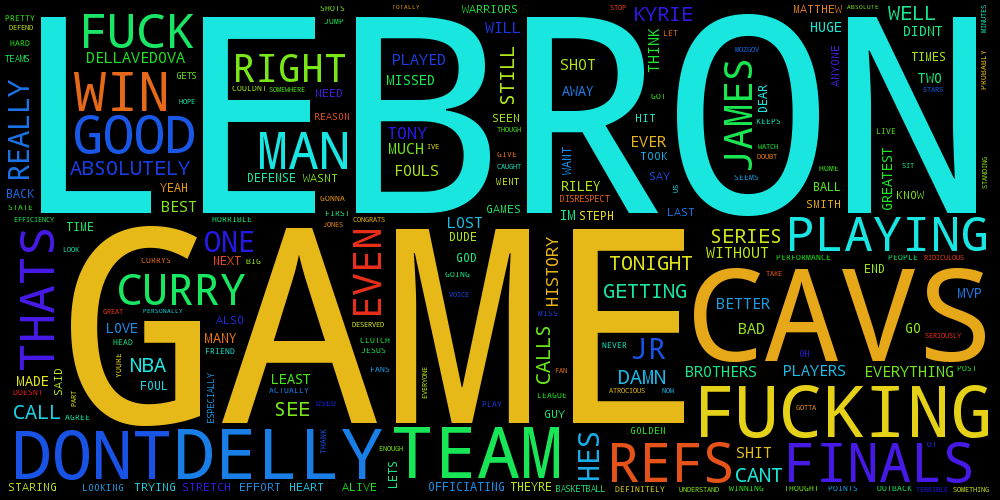 LEBRON
GAME
CAVS
FUCKING
PLAYING
DONT
DELLY
TEAM
REFS
FINALS
FUCK
WIN
GOOD
RIGHT
MAN
CURRY
THATS
EVEN
JAMES
ONE
KYRIE
WELL
DELLAVEDOVA
ABSOLUTELY
REALLY
STILL
SERIES
TONIGHT
GETTING
HES
JR
DAMN
CANT
SHIT
NBA
SEE
CALL
CALLS
HISTORY
BEST
YEAH
BACK
STATE
PRETTY
DEFEND
HARD
TEAMS
GETS
HOPE
COULDNT
SOMEWHERE
NEED
REASON
DEFENSE
WASNT
GONNA
FIRST
JONES
SHOTS
JUMP
TOTALLY
WARRIORS
WILL
PLAYED
MISSED
TONY
MUCH
IVE
FOULS
SEEN
THOUGH
GIVE
CAUGHT
WENT
GAMES
SHOT
AWAY
WANT
RILEY
DISRESPECT
IM
STEPH
STOP
LET
THINK
GOT
HIT
EVER
TOOK
SAY
US
LAST
MOZGOV
DEAR
KEEPS
WATCH
DOUBT
SEEMS
MATTHEW
HUGE
ANYONE
ABSOLUTE
DIDNT
TIMES
TWO
STARS
MINUTES
PROBABLY
STANDING
LIVE
GREATEST
SIT
KNOW
HOME
BALL
SMITH
EFFICIENCY
TIME
LOOK
HORRIBLE
NEXT
BIG
CURRYS
GREAT
PERSONALLY
LOVE
HEAD
ALSO
MANY
FRIEND
YOURE
FOUL
MADE
DOESNT
SAID
PART
AGREE
ESPECIALLY
LEAST
ACTUALLY
USED
CONGRATS
DESERVED
CLUTCH
JESUS
FANS
EVERYONE
LOST
DUDE
GOD
GOING
VOICE
PLAY
MISS
FAN
LEAGUE
GUY
NEVER
ATROCIOUS
NOW
GOLDEN
WITHOUT
PERFORMANCE
PEOPLE
RIDICULOUS
END
TAKE
BETTER
BAD
MVP
GO
SERIOUSLY
OH
BROTHERS
PLAYERS
EVERYTHING
POST
GOTTA
OT
STARING
LOOKING
TRYING
STRETCH
EFFORT
HEART
ALIVE
THANK
ENOUGH
LETS
OFFICIATING
THEYRE
BASKETBALL
DEFINITELY
UNDERSTAND
WINNING
THOUGHT
POINTS
OUTBACK
TERRIBLE
SOMETHING